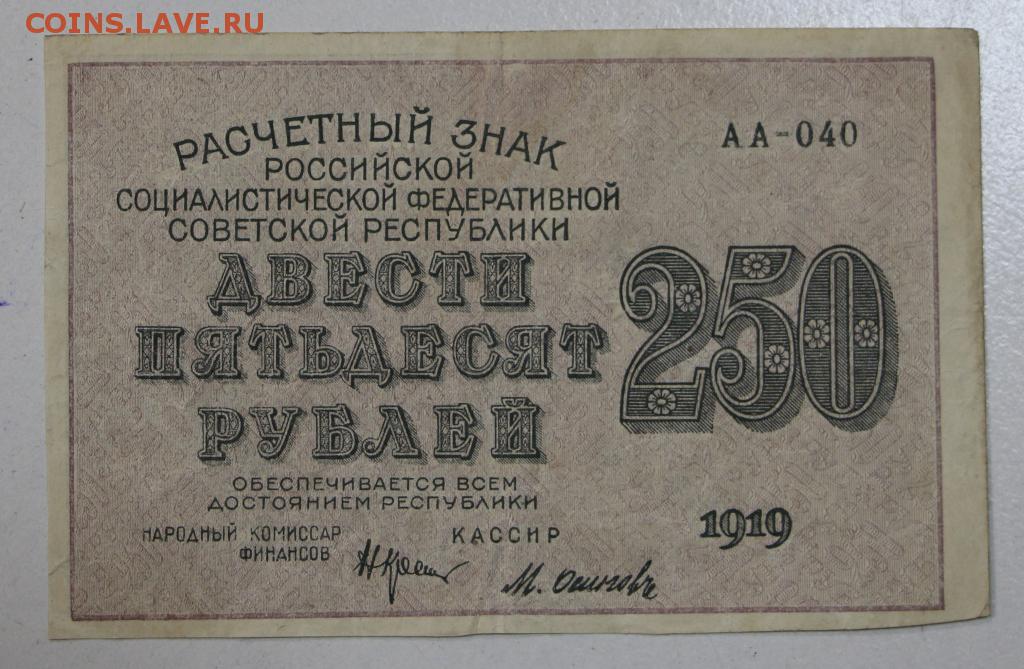 COINS.LAVE.RU
РАСЧЕТНЫЙ ЗНАК
РОССИЙСКОЙ
СОЦИАЛИСТИЧЕСКОЙ ФЕДЕРАТИВНОЙ
СОВЕТСКОЙ РЕСПУБЛИКИ
АА-040
ДВЕСТИ
ПЯТЬДЕСЯТ
РУБЛЕЙ
250
ОБЕСПЕЧИВАЕТСЯ ВСЕМ
ДОСТОЯНИЕМ РЕСПУБЛИКИ
НАРОДНЫЙ КОМИССАР
ФИНАНСОВ
КАССИР
1919
М. Осиповъ